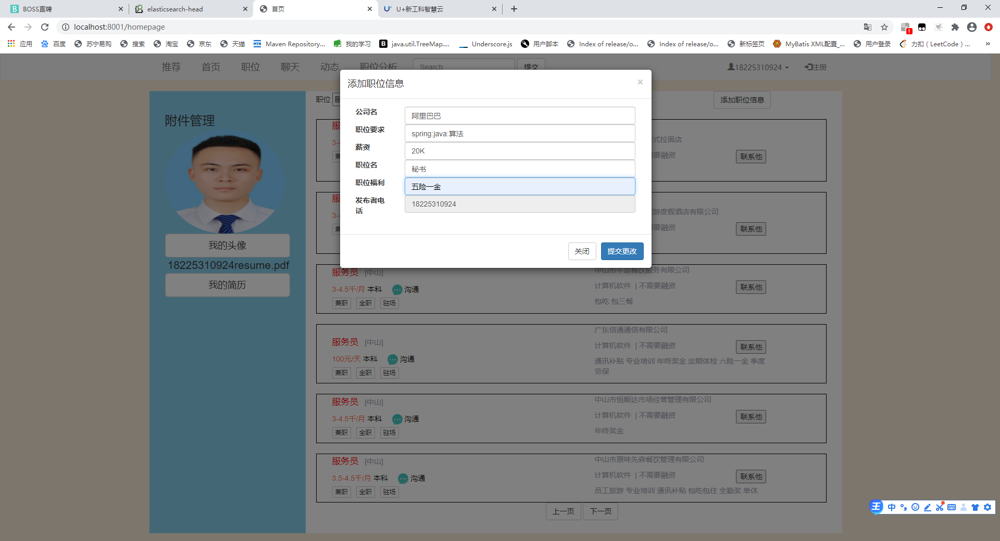 BOSS直聘
elasticsearch-head
首页
U+新工科智慧云
localhost:8001/homepage
应用 百度 苏宁易购 搜索 淘宝 京东 天猫 Maven Repository... 我的学习 java.util.TreeMap.... Underscore.js 用户脚本 Index of release/o... Index of release/o... 新标签页 MyBatis XML配置_... 用户登录 力扣 ( LeetCode ) ... »
推荐 首页 职位 聊天 动态 职位分析 Search 提交 18225310924 注册
添加职位信息 ×
公司名 阿里巴巴
职位要求 spring:java:算法
薪资 20K
职位名 秘书
职位福利 五险一金
发布者电话 18225310924
关闭 提交更改
附件管理
我的头像
18225310924resume.pdf
我的简历
职位 服
添加职位信息
服
式拉面店
3-4
需要融资
联系他
兼
服
游度假酒店有限公司
3-4
需要融资
联系他
兼
服务员 [中山]
中山市牛运餐饮服务有限公司
3-4.5千/月 本科 沟通
计算机软件 | 不需要融资
联系他
兼职 全职 驻场
包吃 包三餐
广东信通通信有限公司
服务员 [中山]
计算机软件 | 不需要融资
联系他
100元/天 本科 沟通
通讯补贴 专业培训 年终奖金 定期体检 六险一金 季度
劳保
兼职 全职 驻场
服务员 [中山]
中山市恒顺达市场经营管理有限公司
3-4.5千/月 本科 沟通
计算机软件 | 不需要融资
联系他
兼职 全职 驻场
年终奖金
服务员 [中山]
中山市原味先森餐饮管理有限公司
3.5-4.5千/月 本科 沟通
计算机软件 | 不需要融资
联系他
兼职 全职 驻场
员工旅游 专业培训 通讯补贴 包吃包住 全勤奖 单休
上一页 下一页
中